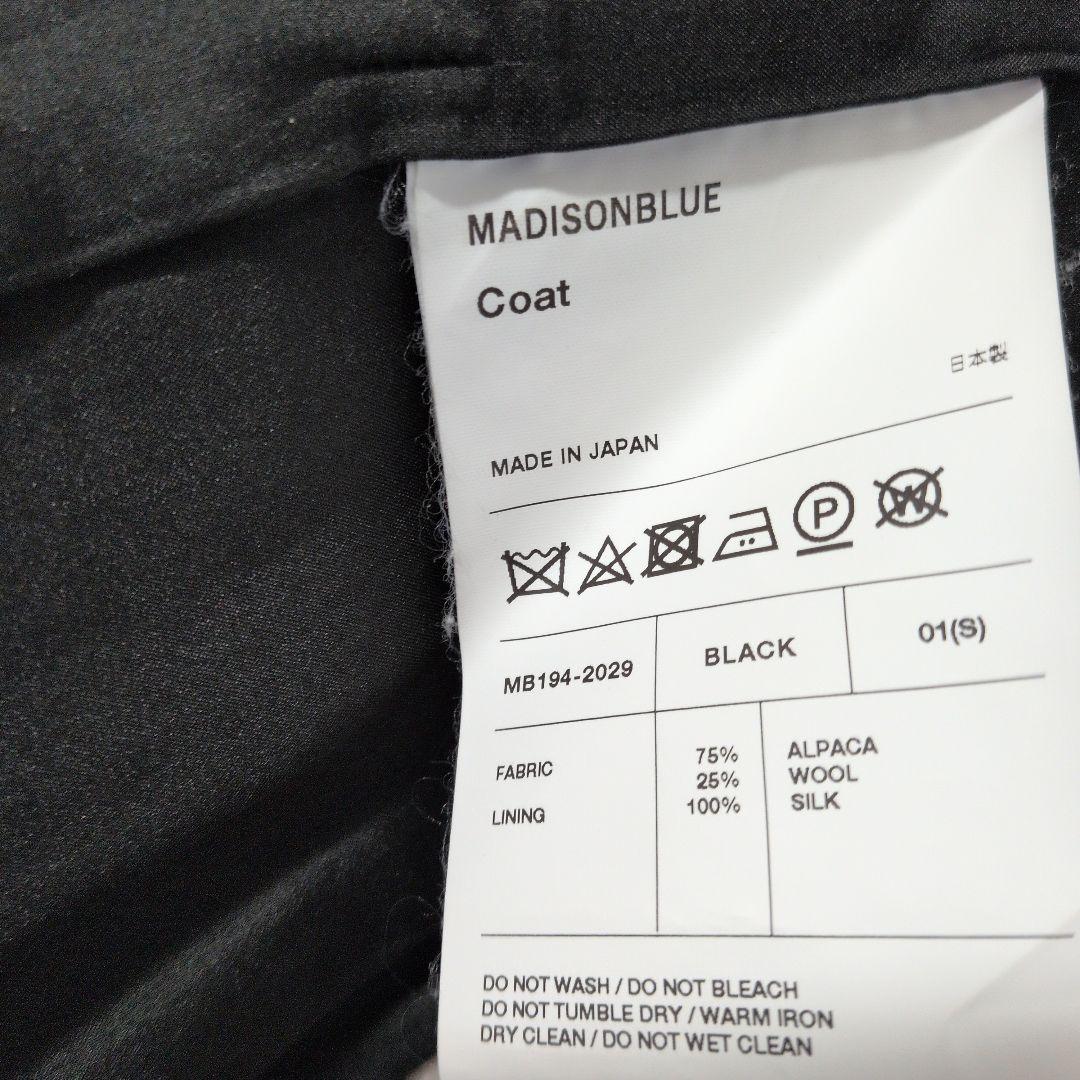 MADISONBLUE
Coat
日本製
MADE IN JAPAN
P W
MB194-2029 BLACK 01(S)
FABRIC 75% ALPACA
25% WOOL
LINING 100% SILK
DO NOT WASH / DO NOT BLEACH
DO NOT TUMBLE DRY / WARM IRON
DRY CLEAN / DO NOT WET CLEAN